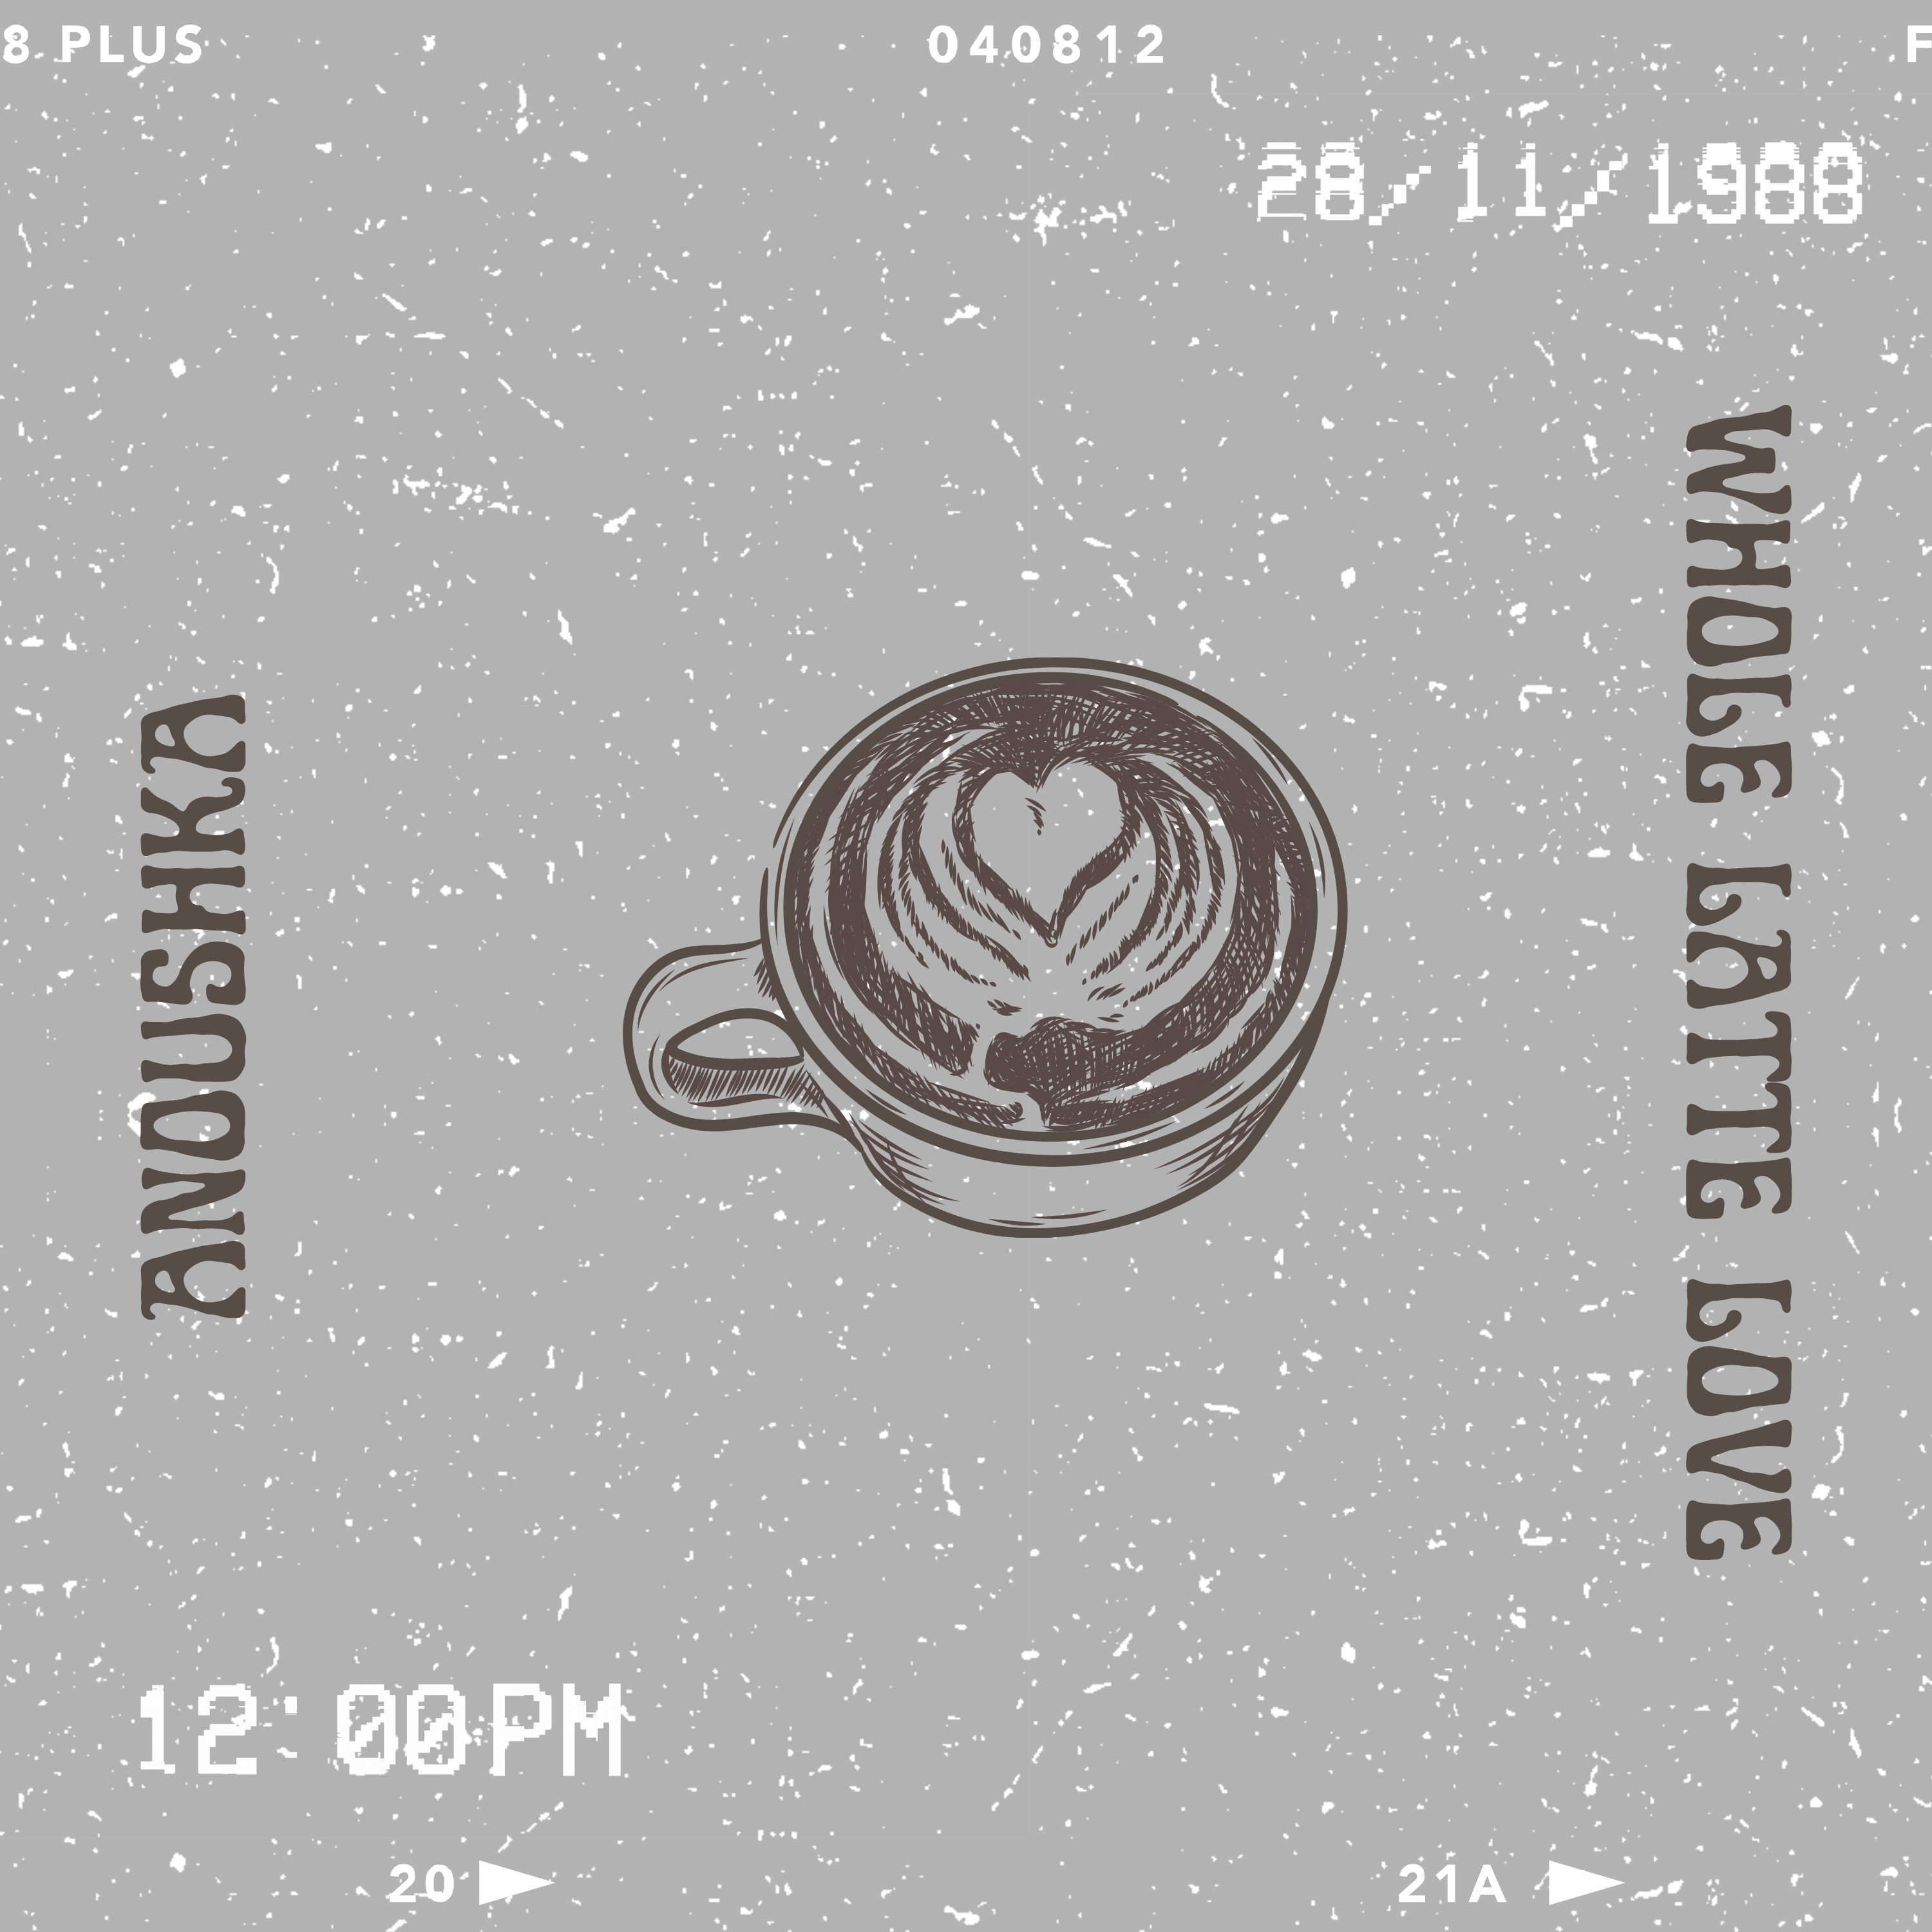 8 PLUS 040812 F
28/11/1988
ANOUSHKA
WHOLE LATTE LOVE
12:00PM
20 21A